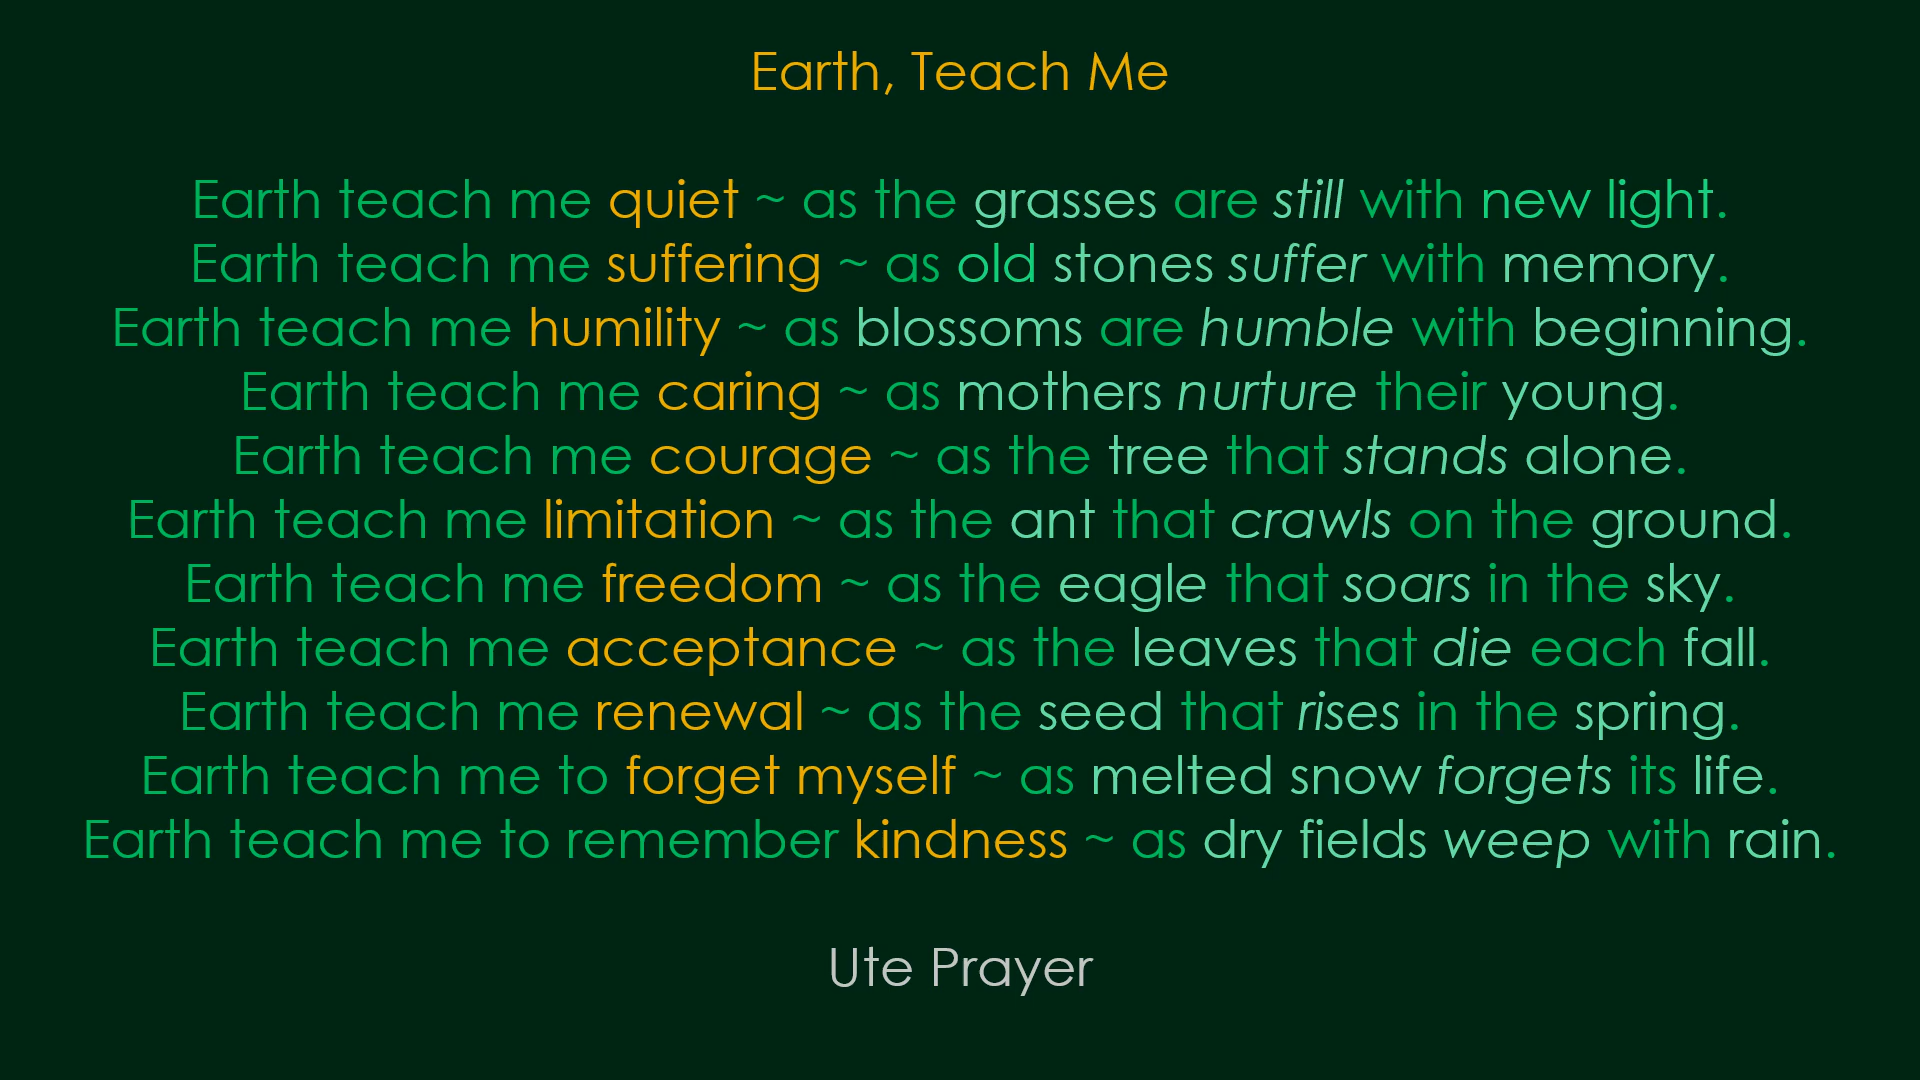 Earth, Teach Me
Earth teach me quiet ~ as the grasses are still with new light.
Earth teach me suffering ~ as old stones suffer with memory.
Earth teach me humility ~ as blossoms are humble with beginning.
Earth teach me caring ~ as mothers nurture their young.
Earth teach me courage ~ as the tree that stands alone.
Earth teach me limitation ~ as the ant that crawls on the ground.
Earth teach me freedom ~ as the eagle that soars in the sky.
Earth teach me acceptance ~ as the leaves that die each fall.
Earth teach me renewal ~ as the seed that rises in the spring.
Earth teach me to forget myself ~ as melted snow forgets its life.
Earth teach me to remember kindness ~ as dry fields weep with rain.
Ute Prayer